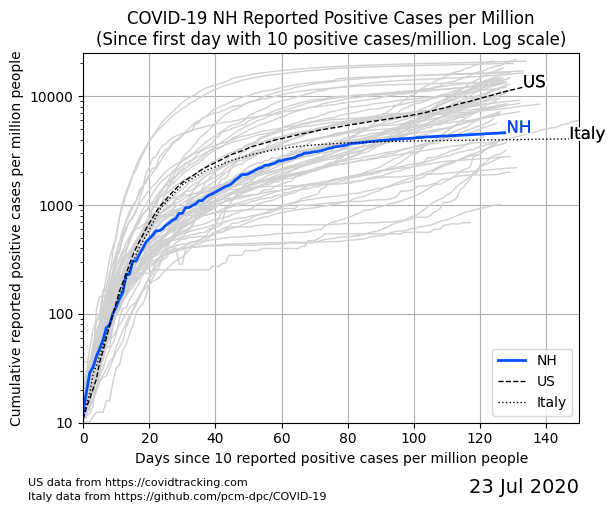 COVID-19 NH Reported Positive Cases per Million
(Since first day with 10 positive cases/million. Log scale)
Cumulative reported positive cases per million people
10000
1000
100
10
US
NH
Italy
NH
US
Italy
0 20 40 60 80 100 120 140
Days since 10 reported positive cases per million people
US data from https://covidtracking.com
Italy data from https://github.com/pcm-dpc/COVID-19
23 Jul 2020